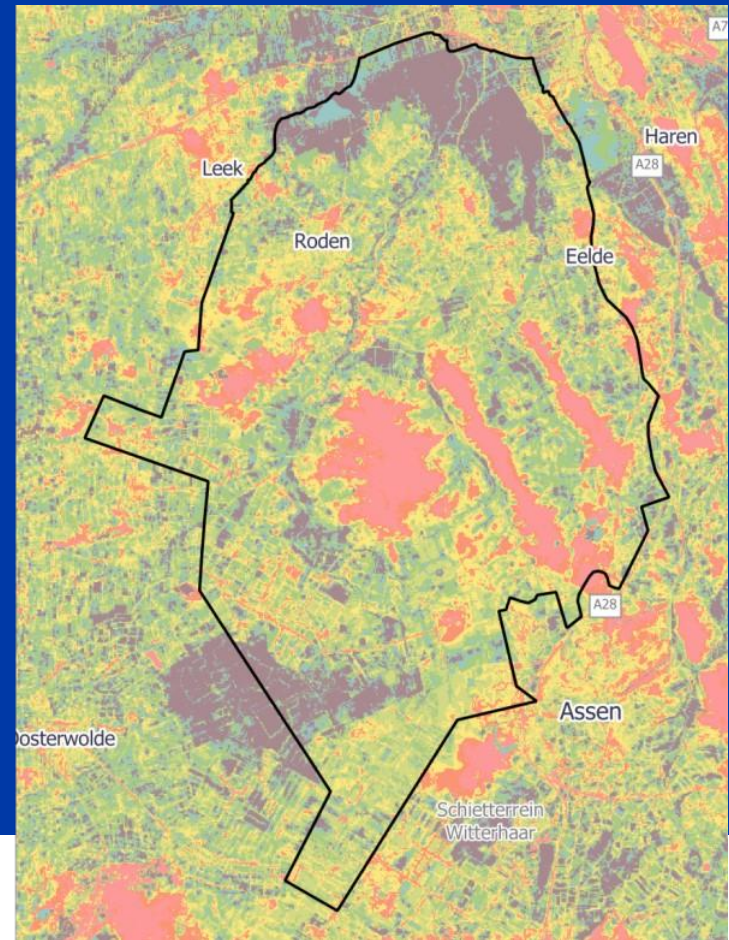 A7
Haren
A28
Leek
Roden
Eelde
A28
Assen
Oosterwolde
Schietterrein
Witterhaar